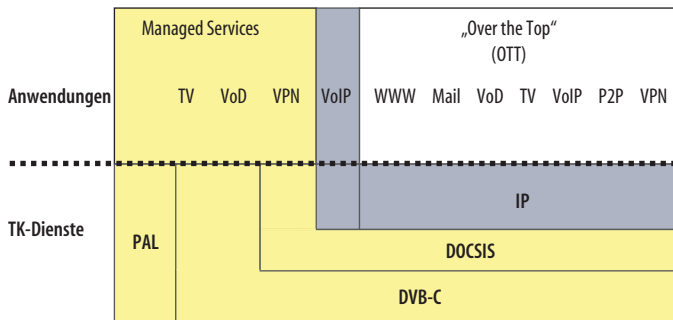 Managed Services „Over the Top“
(OTT)
Anwendungen TV VoD VPN VoIP WWW Mail VoD TV VoIP P2P VPN
IP
TK-Dienste
PAL DOCSIS
DVB-C